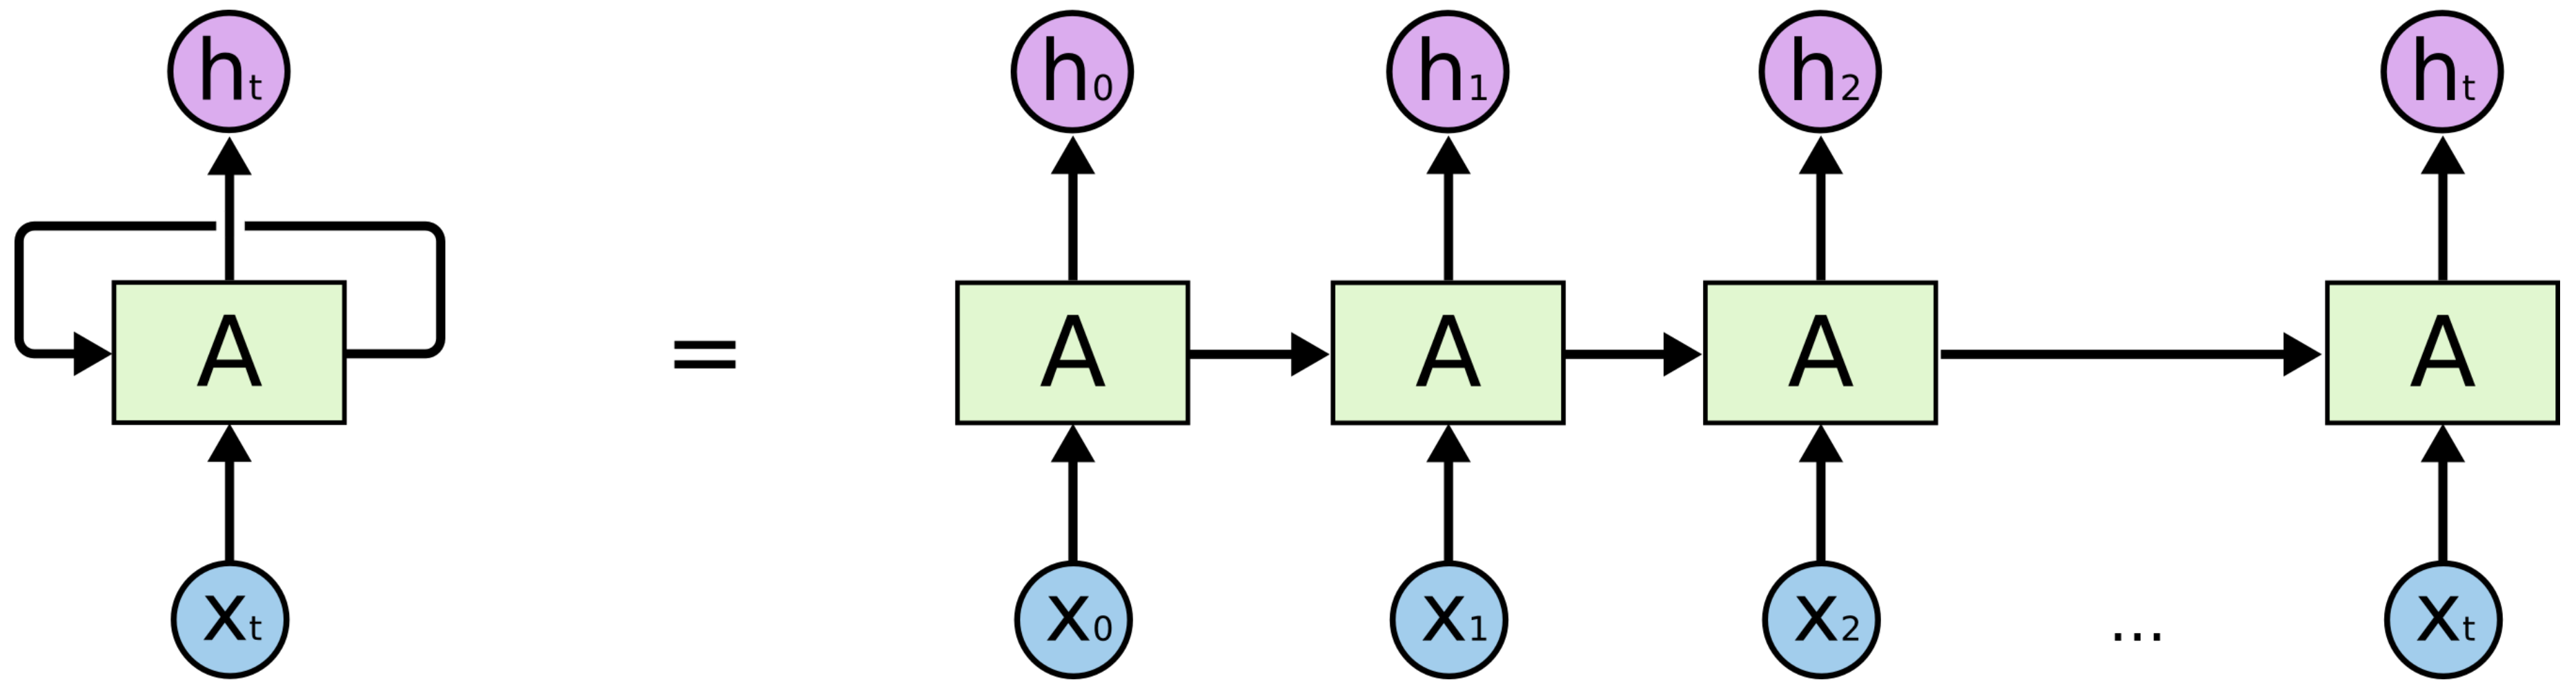 ht h0 h1 h2 ht
A = A A A A
xt x0 x1 x2 ... xt